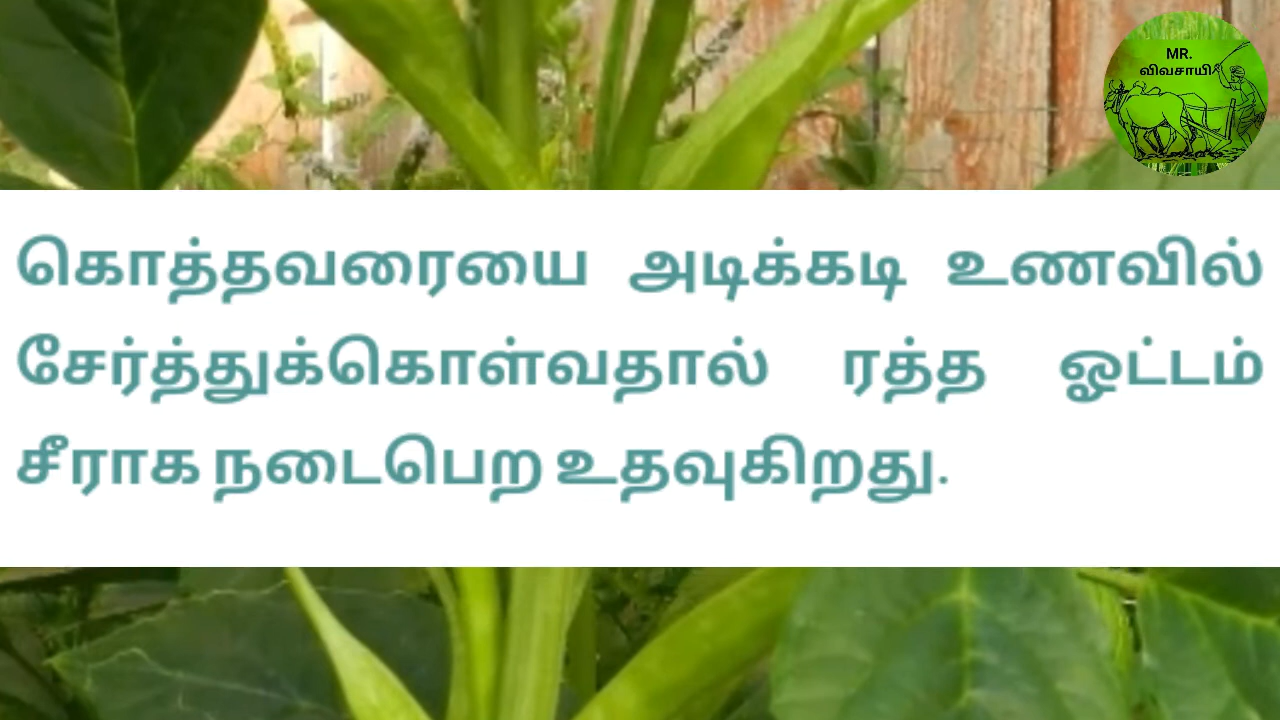 MR.
விவசாயி
கொத்தவரையை அடிக்கடி உணவில்
சேர்த்துக்கொள்வதால் ரத்த ஓட்டம்
சீராக நடைபெற உதவுகிறது.